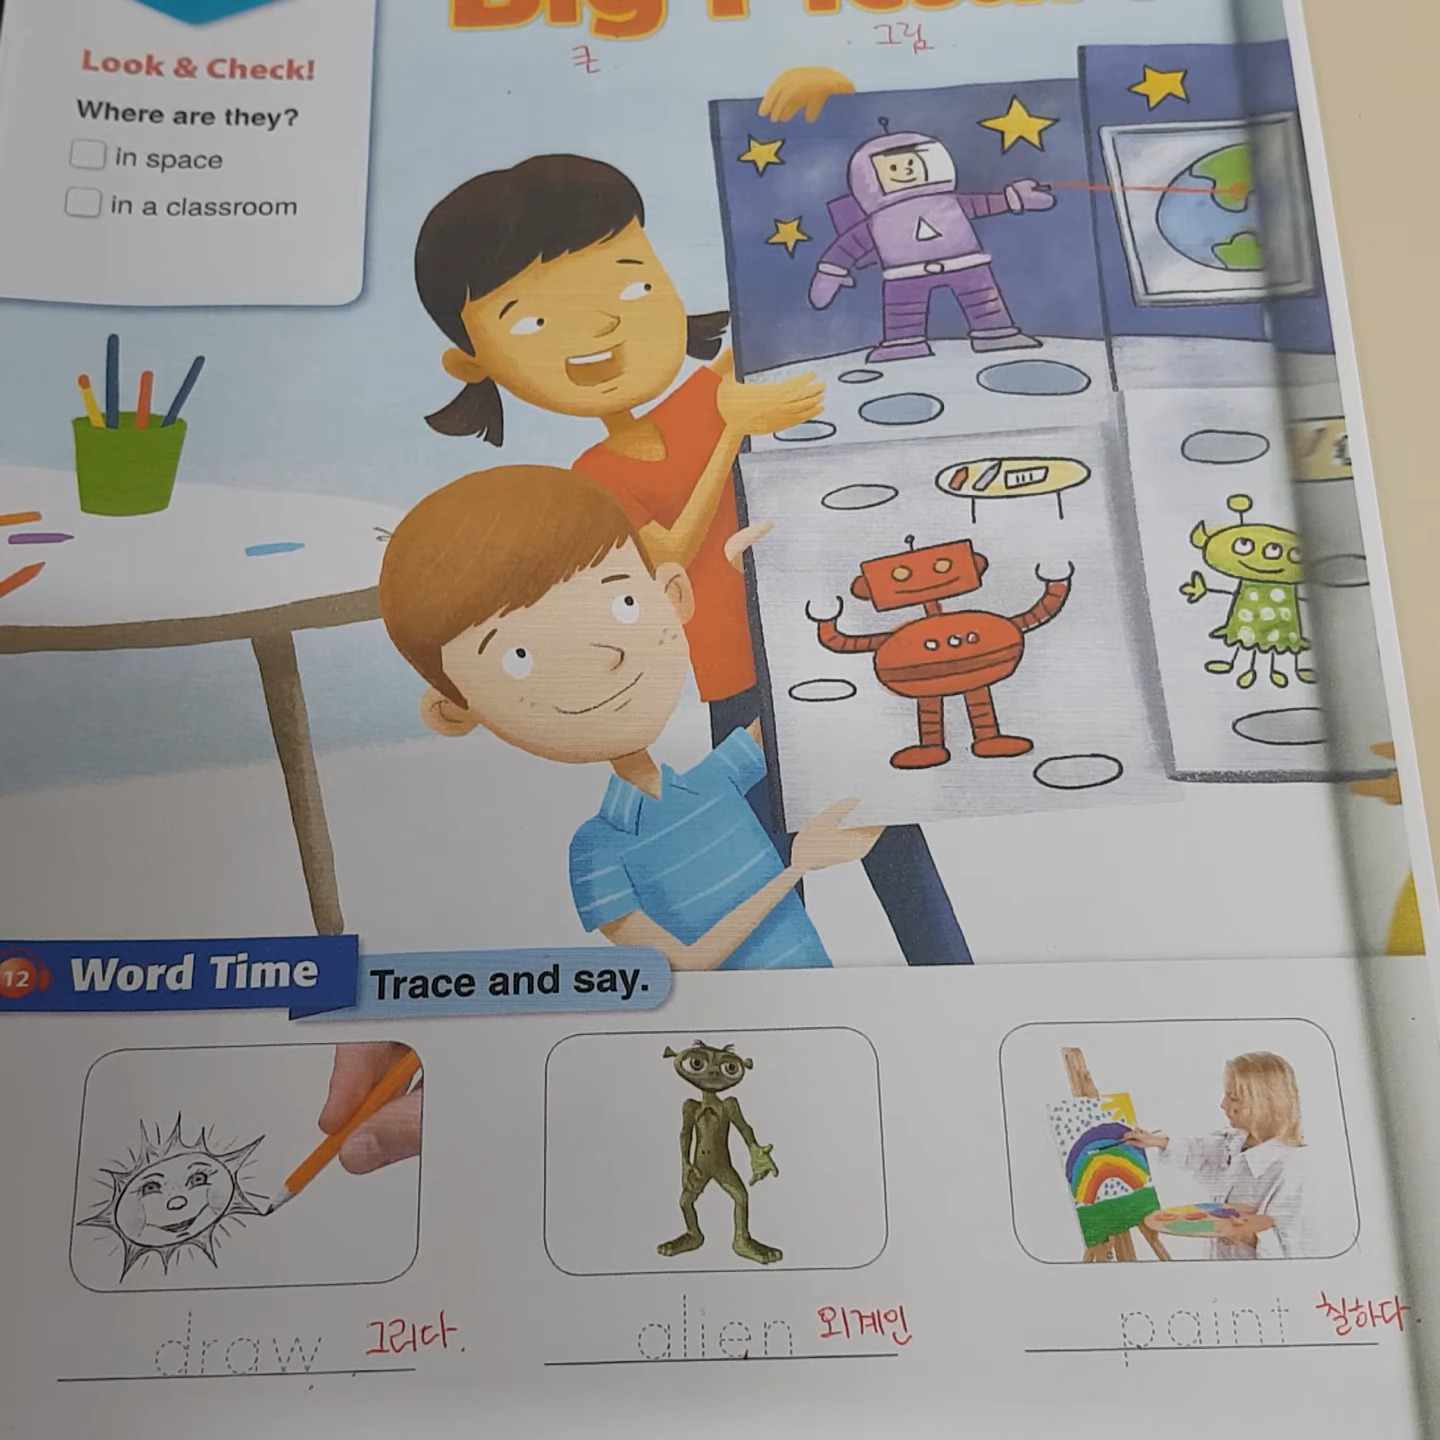 Big
큰
그림
Look & Check!
Where are they?
in space
in a classroom
12 Word Time Trace and say.
draw 그리다.
alien 외계인
paint 칠하다.